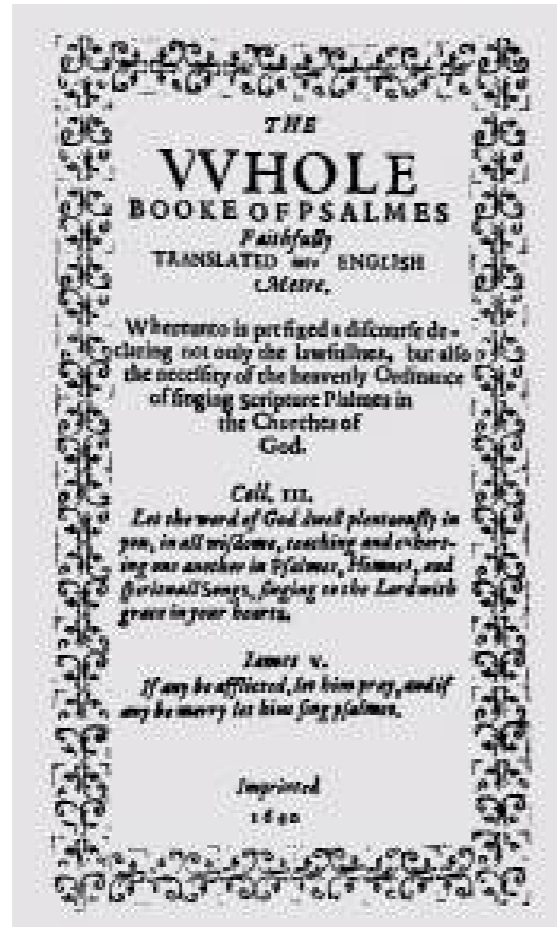 THE
VVHOLE
BOOKE OF PSALMES
Faithfully
TRANSLATED into ENGLISH
Metre.
Whereunto is prefixed a discourse de-
claring not only the lawfullnes, but also
the necessity of the heavenly Ordinance
of singing Scripture Psalmes in
the Churches of
God.
Coll. III.
Let the word of God dwell plenteously in
you, in all wisdome, teaching and exhort-
ing one another in Psalmes, Himnes, and
spirituall Songs, singing to the Lord with
grace in your hearts.
Iames V.
If any be afflicted, let him pray, and if
any be merry let him sing psalmes.
Imprinted
1640